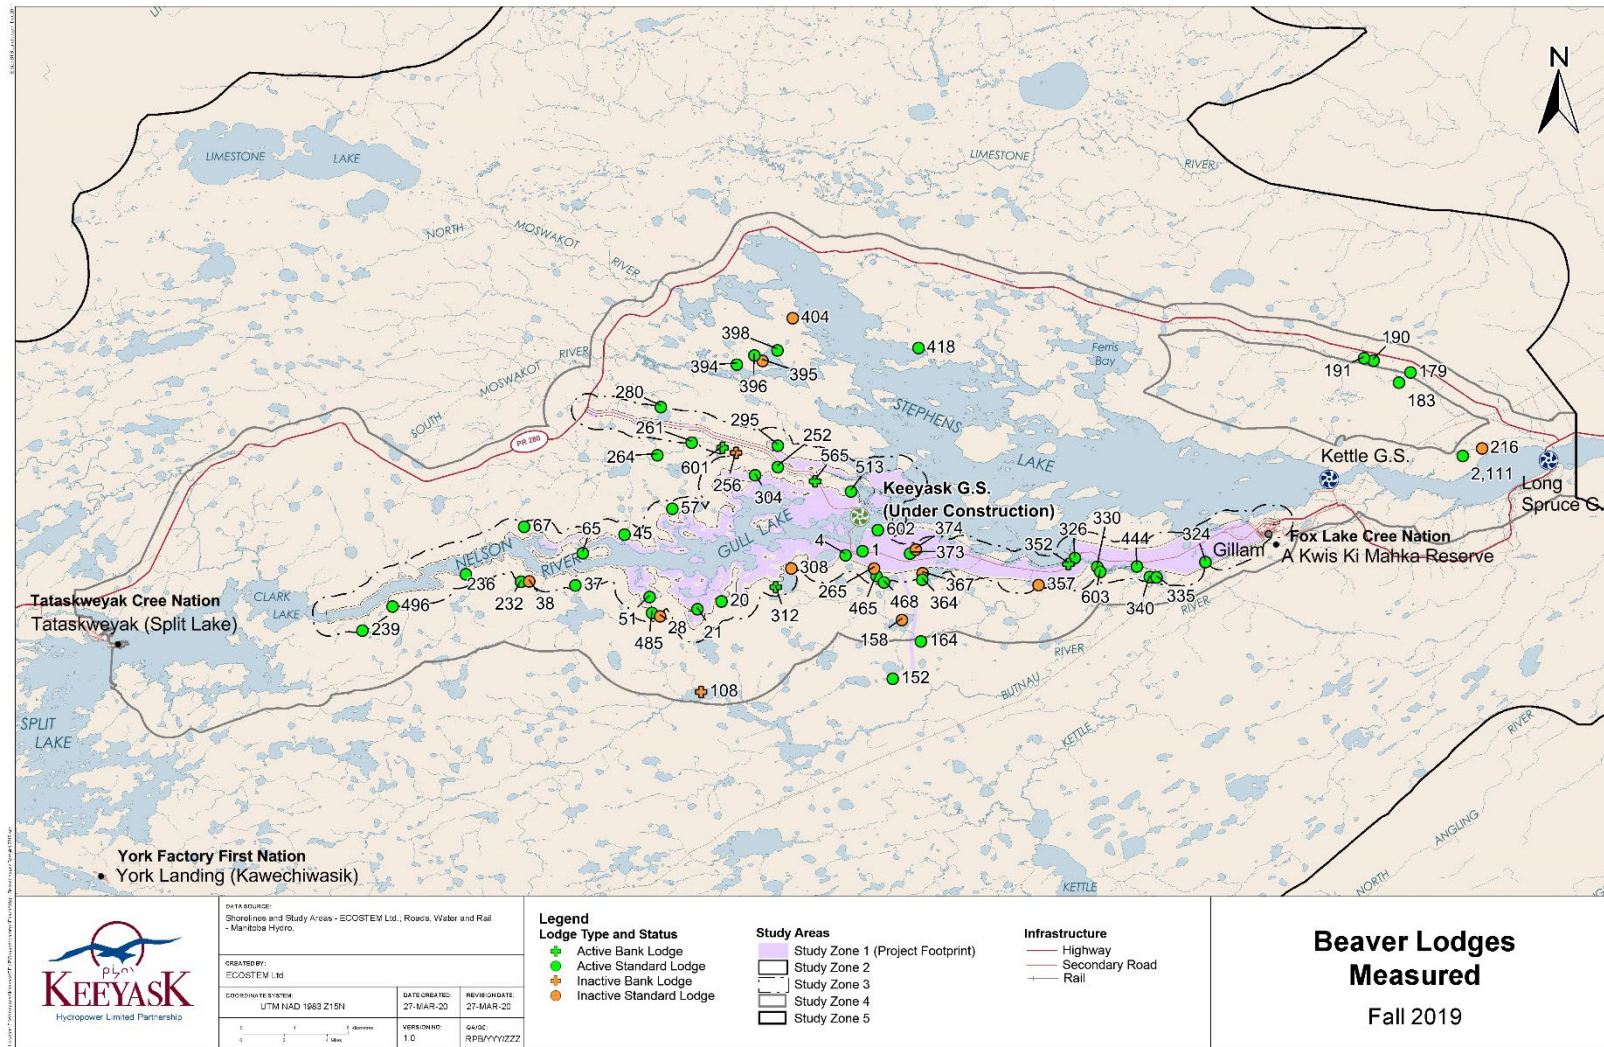 N
LIMESTONE
LAKE
LIMESTONE
RIVER
NORTH
MOSWAKOT
RIVER
404
398
418
Ferris
Bay
190
394
395
396
191
179
183
RIVER
MOSWAKOT
SOUTH
PR 280
280
295
261
252
264
565
513
601
256
304
STEPHENS
LAKE
Kettle G.S.
216
2,111
Long
Spruce G.
Keeyask G.S.
(Under Construction)
57
67
65
45
NELSON
RIVER
GULL LAKE
602
374
373
4
1
326
330
352
444
324
Gillam
Fox Lake Cree Nation
A Kwis Ki Mahka Reserve
236
232
38
37
308
265
367
357
496
CLARK
LAKE
239
51
485
28
21
20
312
465
468
364
603
340
335
RIVER
158
164
152
108
Tataskweyak Cree Nation
Tataskweyak (Split Lake)
RIVER
BUTNAU
KETTLE
SPLIT
LAKE
RIVER
ANGLING
NORTH
KETTLE
York Factory First Nation
York Landing (Kawechiwasik)
KEEYASK
Hydropower Limited Partnership
DATA SOURCE:
Shorelines and Study Areas - ECOSTEM Ltd.; Roads, Water and Rail
- Manitoba Hydro.
CREATED BY:
ECOSTEM Ltd.
COORDINATE SYSTEM:
UTM NAD 1983 Z15N
DATE CREATED:
27-MAR-20
REVISION DATE:
27-MAR-20
VERSION NO:
1.0
QA/QC:
RPB/YYY/ZZZ
Legend
Lodge Type and Status
Active Bank Lodge
Active Standard Lodge
Inactive Bank Lodge
Inactive Standard Lodge
Study Areas
Study Zone 1 (Project Footprint)
Study Zone 2
Study Zone 3
Study Zone 4
Study Zone 5
Infrastructure
Highway
Secondary Road
Rail
Beaver Lodges
Measured
Fall 2019